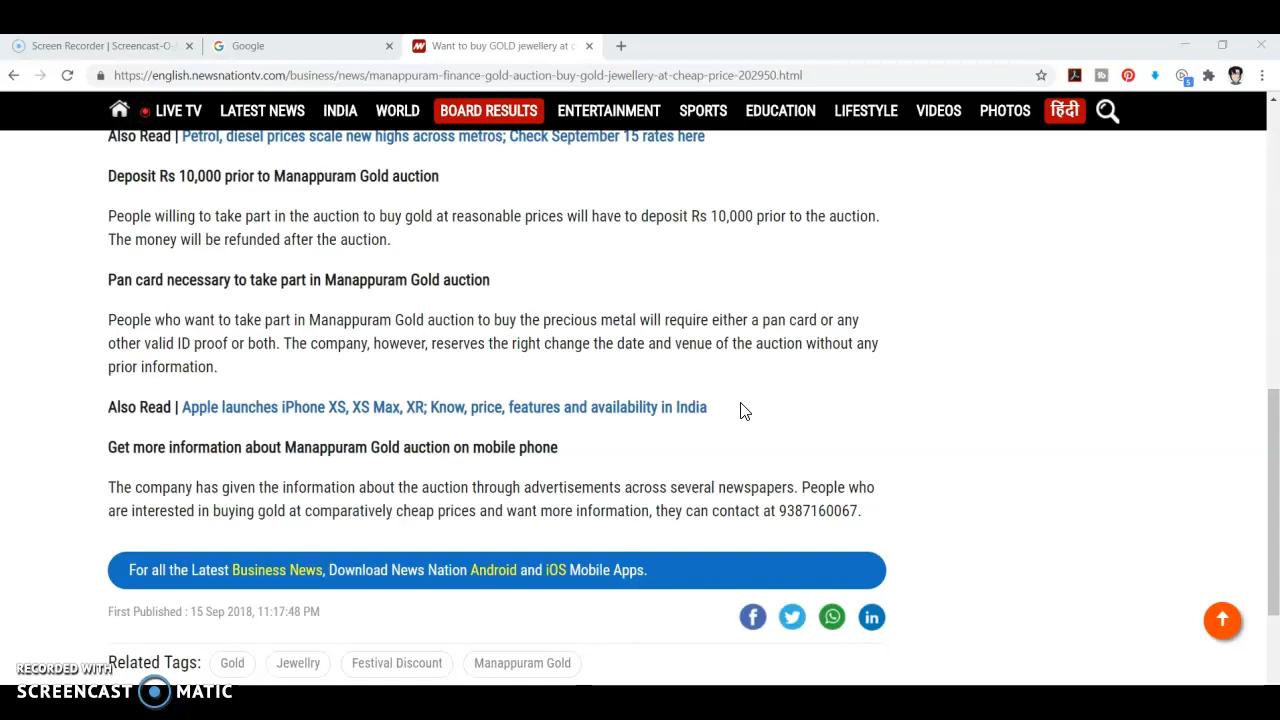 Screen Recorder | Screencast-O-
Google
Want to buy GOLD jewellery at c
https://english.newsnationtv.com/business/news/manappuram-finance-gold-auction-buy-gold-jewellery-at-cheap-price-202950.html
5
LIVE TV LATEST NEWS INDIA WORLD BOARD RESULTS ENTERTAINMENT SPORTS EDUCATION LIFESTYLE VIDEOS PHOTOS हिंदी
Also Read | Petrol, diesel prices scale new highs across metros; Check September 15 rates here
Deposit Rs 10,000 prior to Manappuram Gold auction
People willing to take part in the auction to buy gold at reasonable prices will have to deposit Rs 10,000 prior to the auction.
The money will be refunded after the auction.
Pan card necessary to take part in Manappuram Gold auction
People who want to take part in Manappuram Gold auction to buy the precious metal will require either a pan card or any
other valid ID proof or both. The company, however, reserves the right change the date and venue of the auction without any
prior information.
Also Read | Apple launches iPhone XS, XS Max, XR; Know, price, features and availability in India
Get more information about Manappuram Gold auction on mobile phone
The company has given the information about the auction through advertisements across several newspapers. People who
are interested in buying gold at comparatively cheap prices and want more information, they can contact at 9387160067.
For all the Latest Business News, Download News Nation Android and iOS Mobile Apps.
First Published : 15 Sep 2018, 11:17:48 PM
Related Tags: Gold Jewellry Festival Discount Manappuram Gold
RECORDED WITH
SCREENCAST MATIC